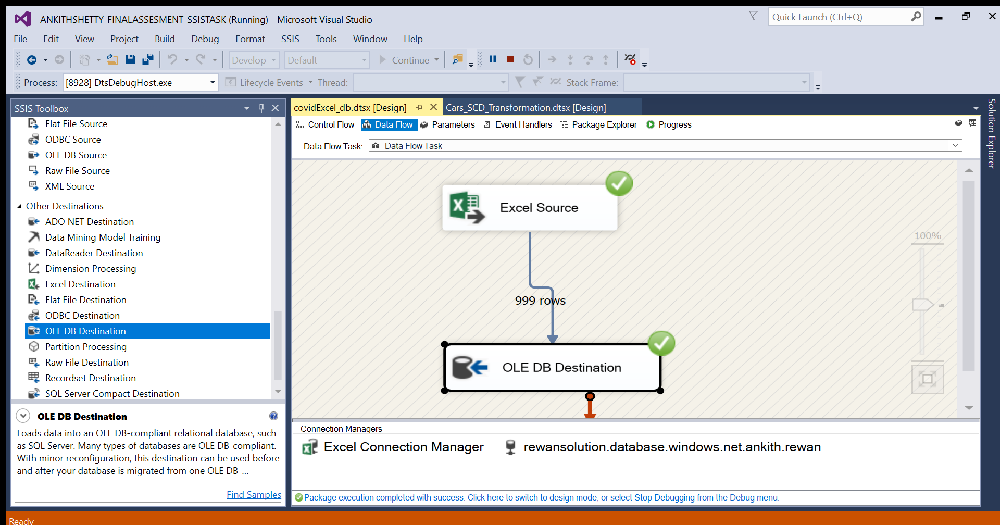 ANKITHSHETTY_FINALASSESMENT_SSISTASK (Running) - Microsoft Visual Studio
Quick Launch (Ctrl+Q)
File Edit View Project Build Debug Format SSIS Tools Window Help
Develop Default Continue
Process: [8928] DtsDebugHost.exe Lifecycle Events Thread: Stack Frame:
SSIS Toolbox
Flat File Source
ODBC Source
OLE DB Source
Raw File Source
XML Source
Other Destinations
ADO NET Destination
Data Mining Model Training
DataReader Destination
Dimension Processing
Excel Destination
Flat File Destination
ODBC Destination
OLE DB Destination
Partition Processing
Raw File Destination
Recordset Destination
SQL Server Compact Destination
OLE DB Destination
Loads data into an OLE DB-compliant relational database, such
as SQL Server. Many types of databases are OLE DB-compliant.
With minor reconfiguration, this destination can be used before
and after your database is migrated from one OLE DB-...
Find Samples
covidExcel_db.dtsx [Design] Cars_SCD_Transformation.dtsx [Design]
Control Flow Data Flow Parameters Event Handlers Package Explorer Progress
Data Flow Task: Data Flow Task
Excel Source
999 rows
OLE DB Destination
100%
Connection Managers
Excel Connection Manager rewansolution.database.windows.net.ankith.rewan
Package execution completed with success. Click here to switch to design mode, or select Stop Debugging from the Debug menu.
Solution Explorer
Ready